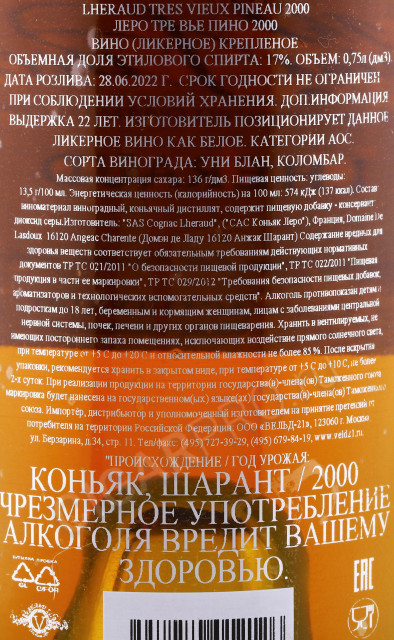 LHERAUD TRES VIEUX PINEAU 2000
ЛЕРО ТРЕ ВЬЕ ПИНО 2000
ВИНО (ЛИКЕРНОЕ) КРЕПЛЕНОЕ
ОБЪЕМНАЯ ДОЛЯ ЭТИЛОВОГО СПИРТА: 17%. ОБЪЕМ: 0,75л (дм3).
ДАТА РОЗЛИВА: 28.06.2022 Г. СРОК ГОДНОСТИ НЕ ОГРАНИЧЕН
ПРИ СОБЛЮДЕНИИ УСЛОВИЙ ХРАНЕНИЯ. ДОП.ИНФОРМАЦИЯ
ВЫДЕРЖКА 22 ЛЕТ. ИЗГОТОВИТЕЛЬ ПОЗИЦИОНИРУЕТ ДАННОЕ
ЛИКЕРНОЕ ВИНО КАК БЕЛОЕ. КАТЕГОРИИ АОС.
СОРТА ВИНОГРАДА: УНИ БЛАН, КОЛОМБАР.
Массовая концентрация сахара: 136 г/дм3. Пищевая ценность: углеводы:
13,5 г/100 мл. Энергетическая ценность (калорийность) на 100 мл: 574 кДж (137 ккал). Состав:
виноматериал виноградный, коньячный дистиллят, содержит пищевую добавку - консервант
диоксид серы.Изготовитель: "SAS Cognac Lheraud", ("САС Коньяк Леро"), Франция, Domaine de
Lasdoux 16120 Angeac Charente (Домэн де Ладу 16120 Анжак Шарант) Содержание вредных для
здоровья веществ соответствует обязательным требованиям действующих нормативных
документов ТР ТС 021/2011 "О безопасности пищевой продукции", ТР ТС 022/2011 "Пищевая
продукция в части ее маркировки", ТР ТС 029/2012 "Требования безопасности пищевых добавок,
ароматизаторов и технологических вспомогательных средств". Алкоголь противопоказан детям и
подросткам до 18 лет, беременным и кормящим женщинам, лицам с заболеваниями центральной
нервной системы, почек, печени и других органов пищеварения. Хранить в вентилируемых, не
имеющих постороннего запаха помещениях, исключающих воздействие прямого солнечного света,
при температуре от +5 С до +20 С и относительной влажности не более 85 %. После вскрытия
упаковки, рекомендуется хранить в закрытом виде, при температуре от +5 С до +10 С, не более
2-х суток. При реализации продукции на территории государства(в)-члена(ов) Таможенного союза
маркировка будет нанесена на государственном(ых) языке(ах) государств(а)-члена(ов) Таможенного
союза. Импортер, дистрибьютор и уполномоченный изготовителем на принятие претензий от
потребителя на территории Российской Федерации: ООО «ВЕЛЬД-21», 123060 г. Москва
ул. Берзарина, д.34, стр. 11. Тел/факс: (495) 727-39-29, (495) 679-84-19, www.veld21.ru
"ПРОИСХОЖДЕНИЕ / ГОД УРОЖАЯ:
КОНЬЯК, ШАРАНТ / 2000
ЧРЕЗМЕРНОЕ УПОТРЕБЛЕНИЕ
АЛКОГОЛЯ ВРЕДИТ ВАШЕМУ
ЗДОРОВЬЮ.
БУТЫЛКА ПРОБКА
GL C/FOR
EAC
V